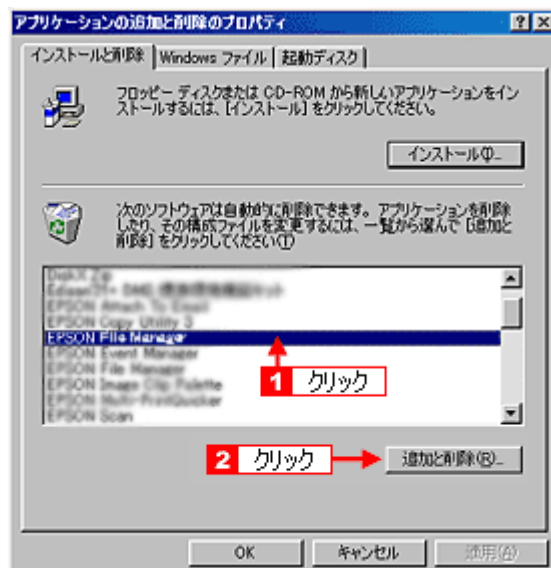 アプリケーションの追加と削除のプロパティ
インストールと削除
Windows ファイル
起動ディスク
フロッピー ディスクまたは CD-ROM から新しいアプリケーションをイン
ストールするには、[インストール] をクリックしてください。
インストール(I)...
次のソフトウェアは自動的に削除できます。アプリケーションを削除
したり、その構成ファイルを変更するには、一覧から選んで [追加と
削除] をクリックしてください(T)
EPSON Attach To Email
EPSON Copy Utility 3
EPSON File Manager
EPSON Event Manager
EPSON File Manager
EPSON Image Clip Palette
EPSON Multi-PrintQuicker
EPSON Scan
1 クリック
2 クリック
追加と削除(R)...
OK
キャンセル
適用(A)